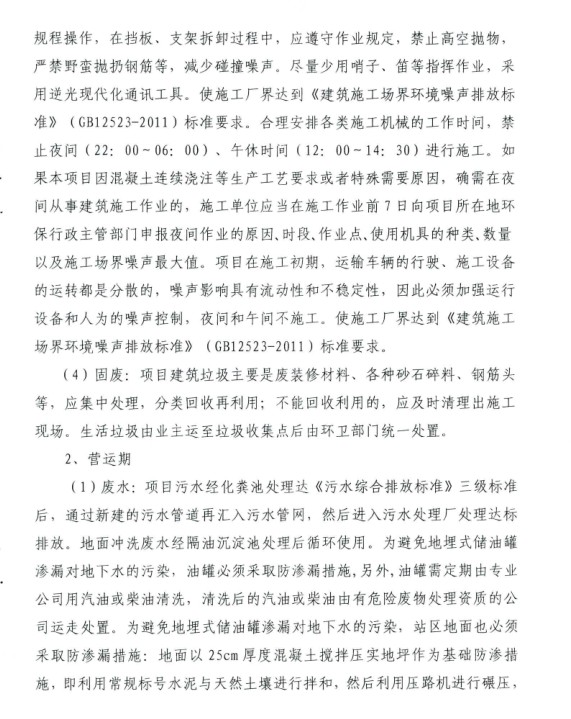 规程操作，在挡板、支架拆卸过程中，应遵守作业规定，禁止高空抛物，
严禁野蛮抛扔钢筋等，减少碰撞噪声。尽量少用哨子、笛等指挥作业，采
用逆光现代化通讯工具。使施工厂界达到《建筑施工场界环境噪声排放标
准》（GB12523-2011）标准要求。合理安排各类施工机械的工作时间，禁
止夜间（22：00～06：00）、午休时间（12：00～14：30）进行施工。如
果本项目因混凝土连续浇注等生产工艺要求或者特殊需要原因，确需在夜
间从事建筑施工作业的，施工单位应当在施工作业前7日向项目所在地环
保行政主管部门申报夜间作业的原因、时段、作业点、使用机具的种类、数量
以及施工场界噪声最大值。项目在施工初期，运输车辆的行驶、施工设备
的运转都是分散的，噪声影响具有流动性和不稳定性，因此必须加强运行
设备和人为的噪声控制，夜间和午间不施工。使施工厂界达到《建筑施工
场界环境噪声排放标准》（GB12523-2011）标准要求。
（4）固废：项目建筑垃圾主要是废装修材料、各种砂石碎料、钢筋头
等，应集中处理，分类回收再利用；不能回收利用的，应及时清理出施工
现场。生活垃圾由业主运至垃圾收集点后由环卫部门统一处置。
2、营运期
（1）废水：项目污水经化粪池处理达《污水综合排放标准》三级标准
后，通过新建的污水管道再汇入污水管网，然后进入污水处理厂处理达标
排放。地面冲洗废水经隔油沉淀池处理后循环使用。为避免地埋式储油罐
渗漏对地下水的污染，油罐必须采取防渗漏措施，另外，油罐需定期由专业
公司用汽油或柴油清洗，清洗后的汽油或柴油由有危险废物处理资质的公
司运走处置。为避免地埋式储油罐渗漏对地下水的污染，站区地面也必须
采取防渗漏措施：地面以25cm厚度混凝土搅拌压实地坪作为基础防渗措
施，即利用常规标号水泥与天然土壤进行拌和，然后利用压路机进行碾压，